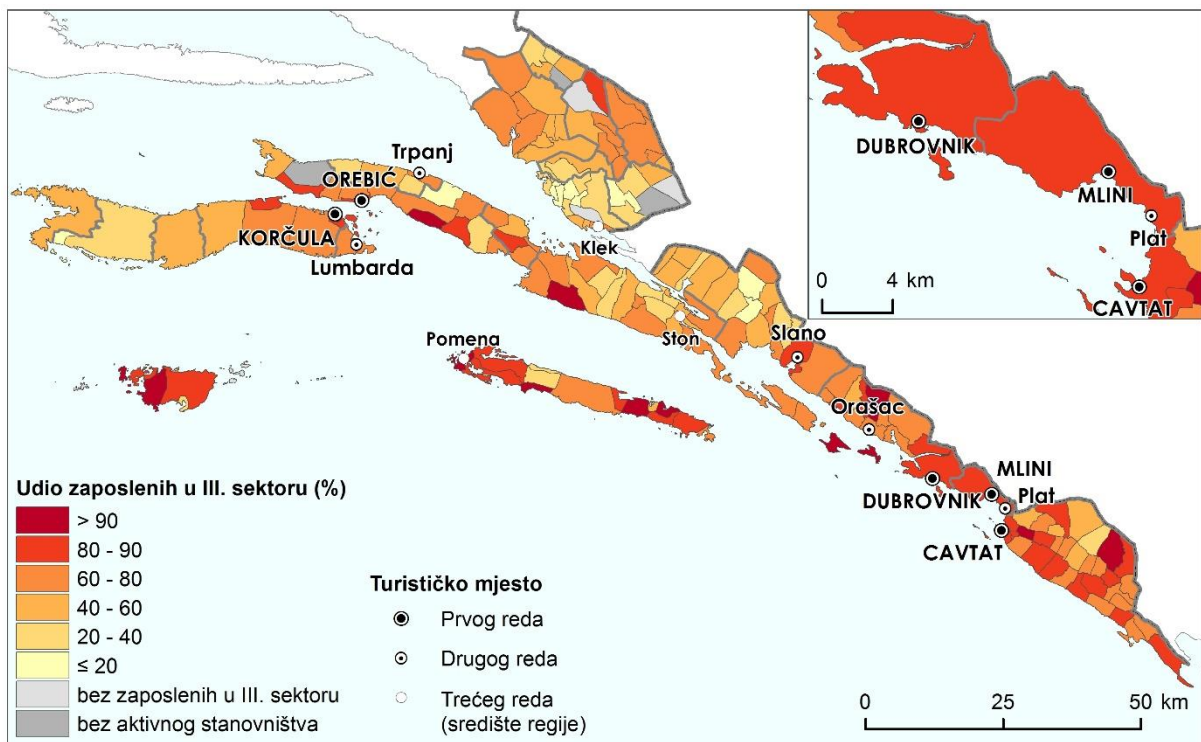 Trpanj
OREBIĆ
KORČULA
Lumbarda
Klek
Pomena
Ston
Slano
Orašac
MLINI
DUBROVNIK
Plat
CAVTAT
DUBROVNIK
MLINI
Plat
CAVTAT
0 4 km
Udio zaposlenih u III. sektoru (%)
> 90
80 - 90
60 - 80
40 - 60
20 - 40
≤ 20
bez zaposlenih u III. sektoru
bez aktivnog stanovništva
Turističko mjesto
Prvog reda
Drugog reda
Trećeg reda
(središte regije)
0 25 50 km